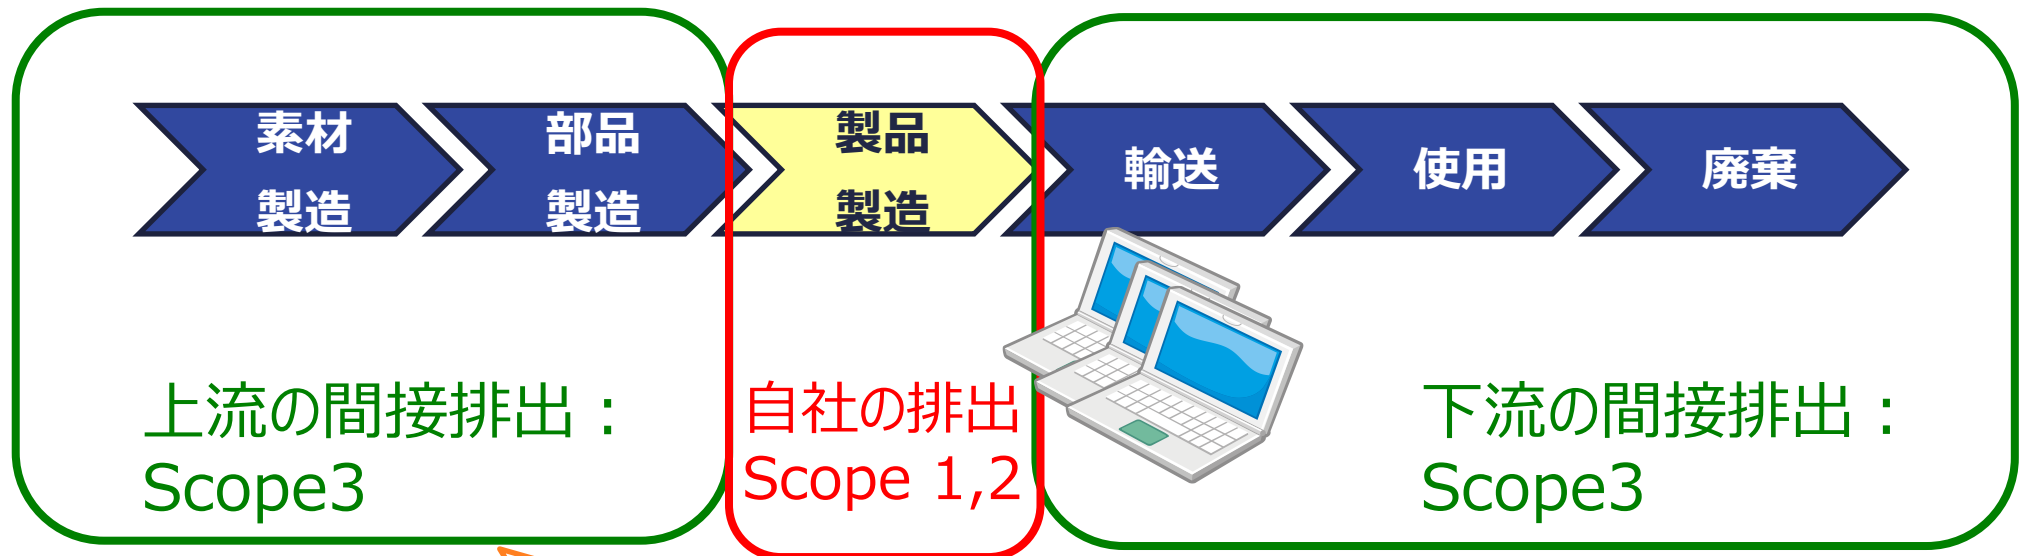 素材
製造
部品
製造
製品
製造
輸送
使用
廃棄
上流の間接排出：
Scope3
自社の排出
Scope 1,2
下流の間接排出：
Scope3